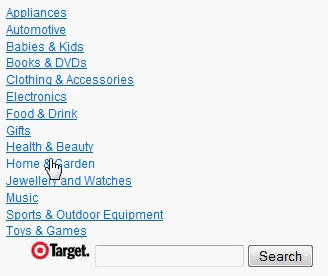 Appliances
Automotive
Babies & Kids
Books & DVDs
Clothing & Accessories
Electronics
Food & Drink
Gifts
Health & Beauty
Home & Garden
Jewellery and Watches
Music
Sports & Outdoor Equipment
Toys & Games
Target. Search